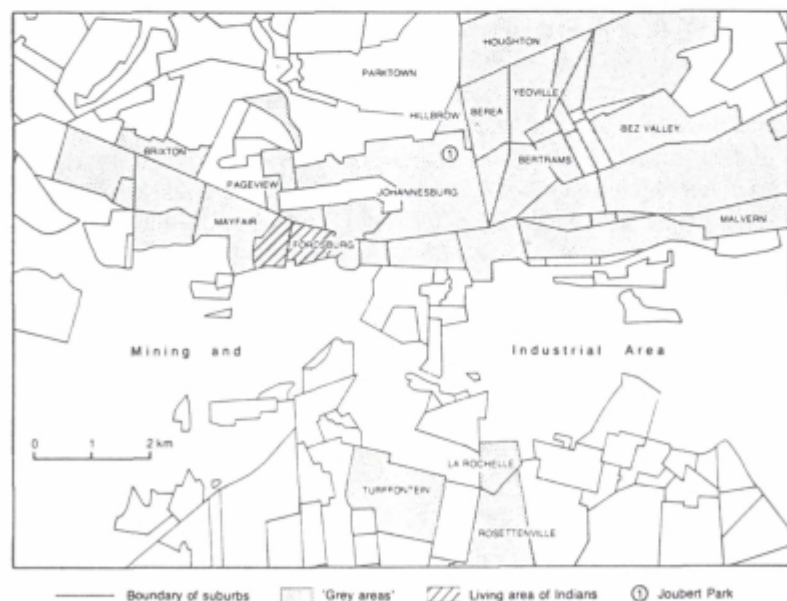 HOUGHTON
PARKTOWN
YEOVILLE
HILLBROW
BEREA
BEZ VALLEY
BRIXTON
1
BERTRAMS
PAGEVIEW
JOHANNESBURG
MAYFAIR
MALVERN
FORDSBURG
Mining and Industrial Area
0 1 2 km
LA ROCHELLE
TURFFONTEIN
ROSETTENVILLE
Boundary of suburbs 'Grey areas' Living area of Indians 1 Joubert Park